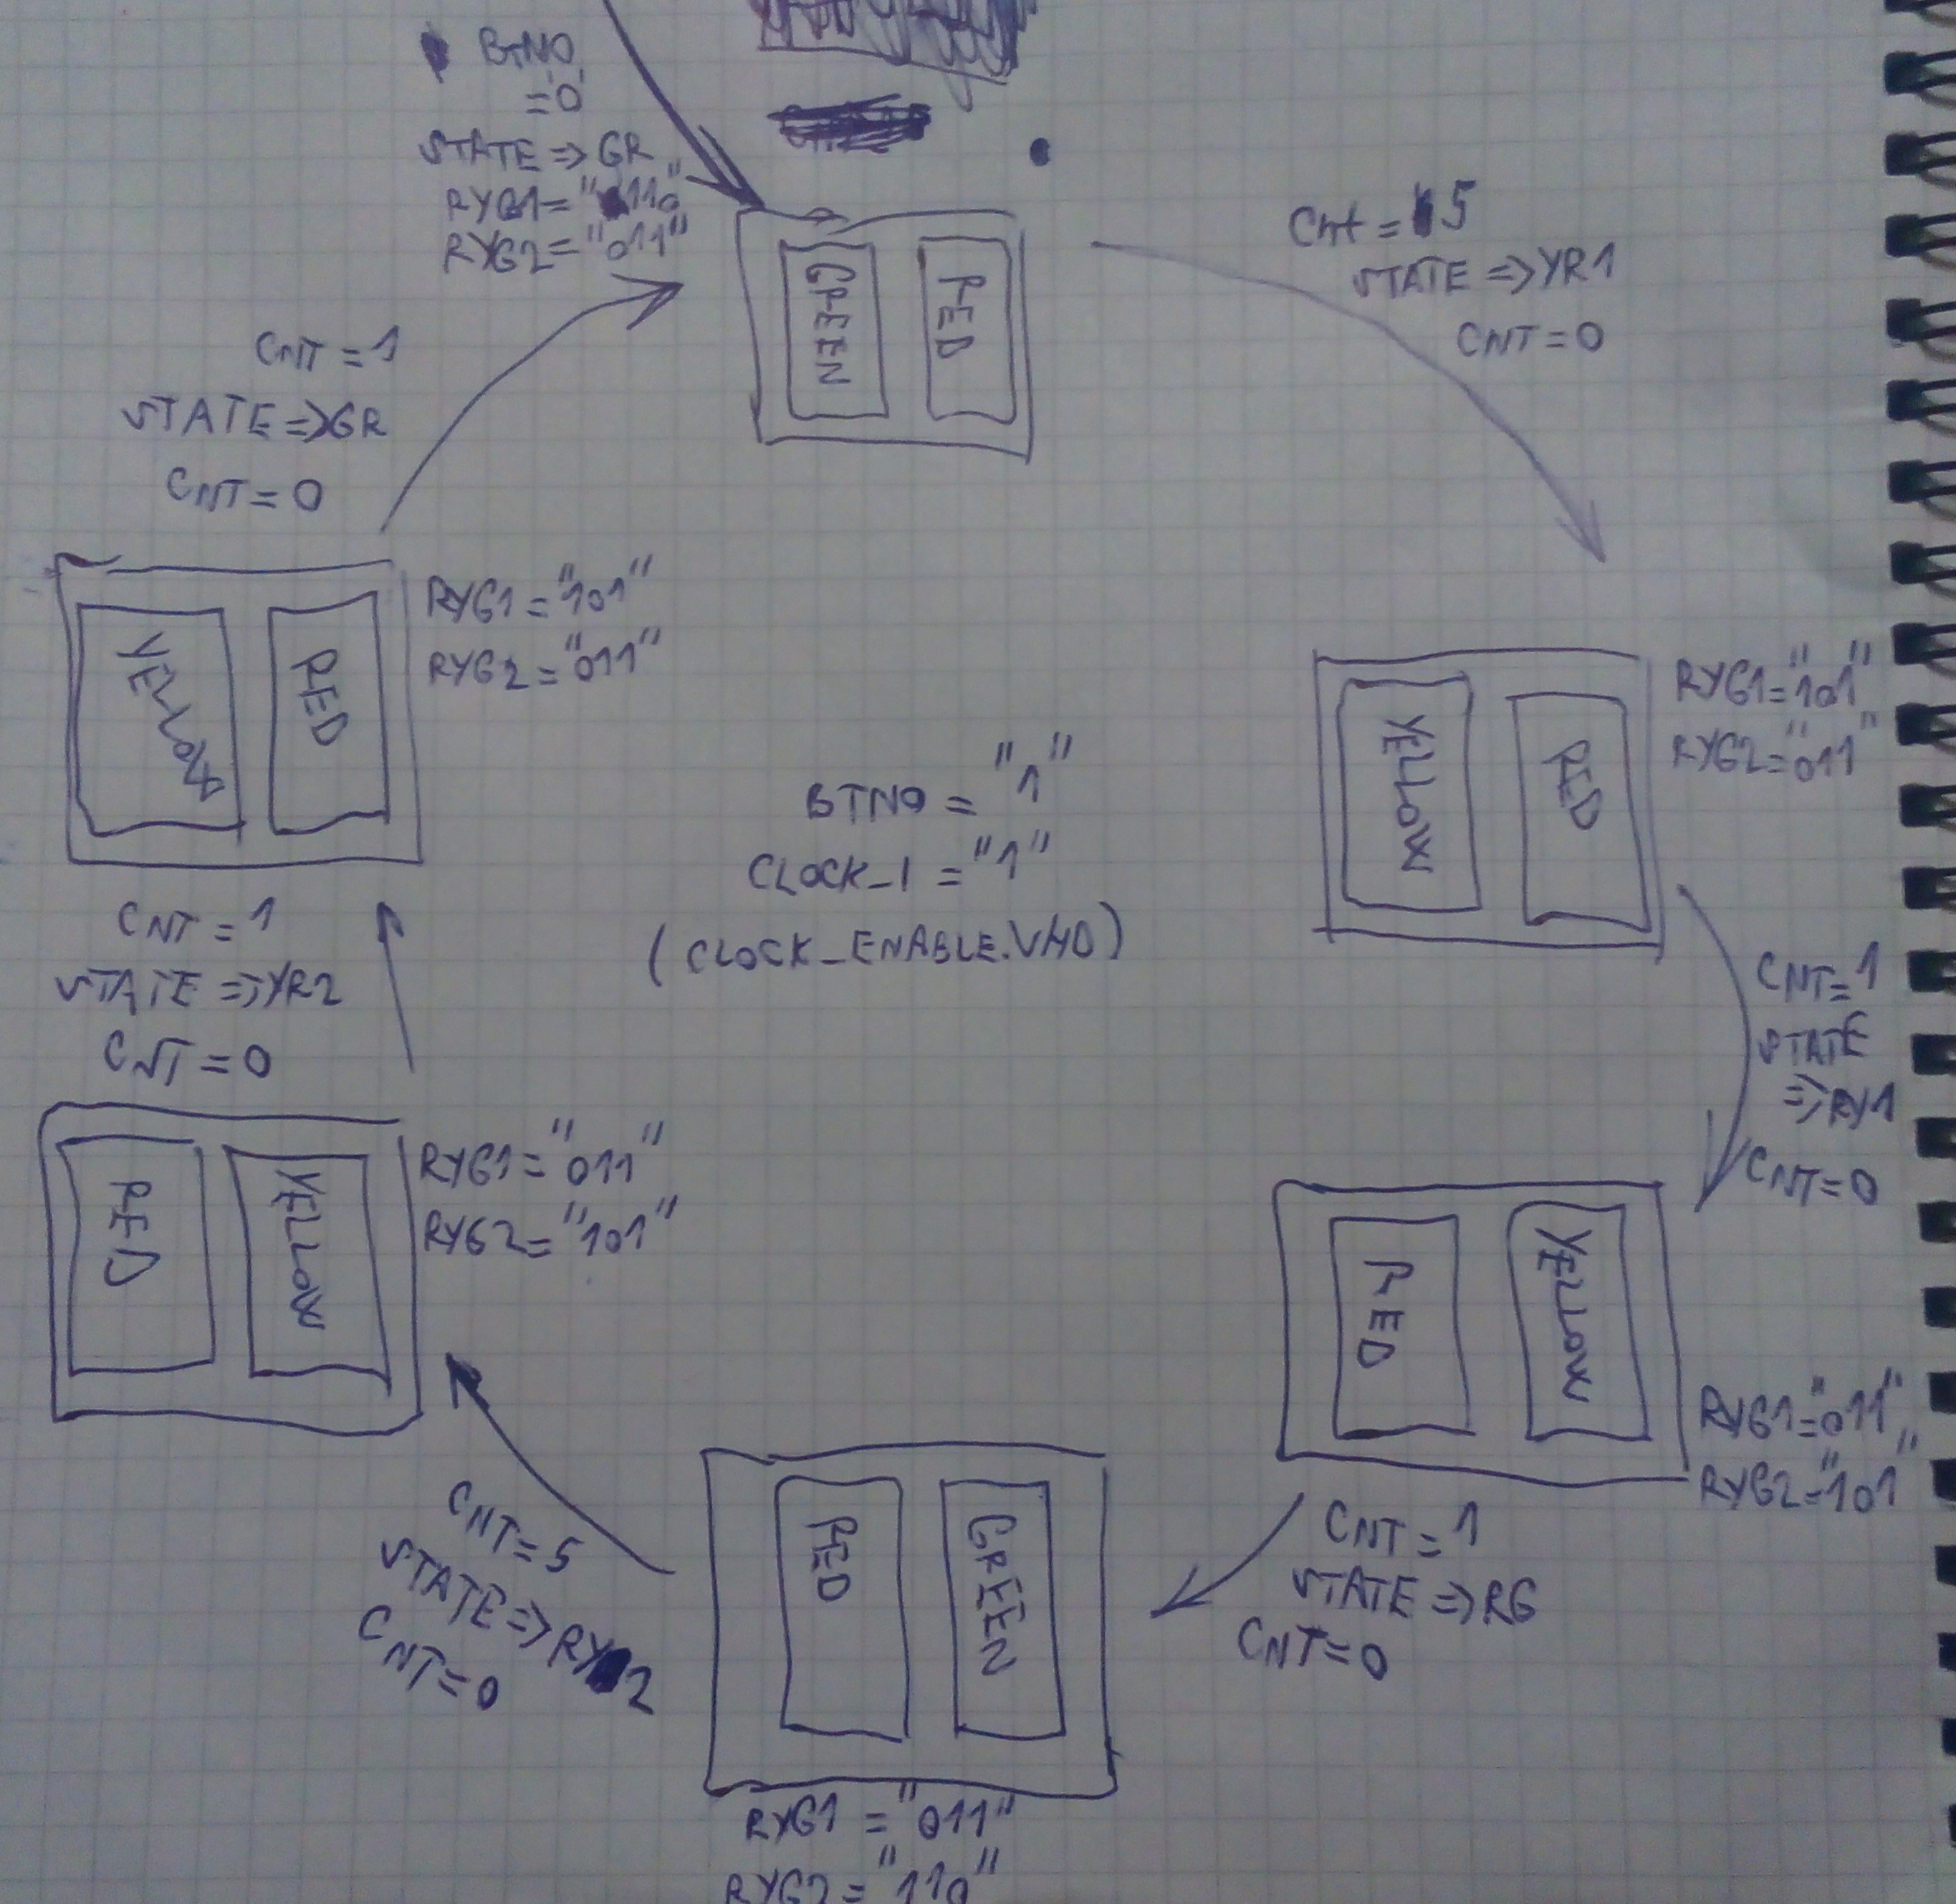 BTN0
='0'
STATE => GR
RYG1="110"
RYG2="011"
GREEN
RED
Cnt = 5
STATE => YR1
CNT=0
CNT = 1
STATE => GR
CNT = 0
YELLOW
RED
RYG1="101"
RYG2="011"
BTN0 = "1"
CLOCK_1 = "1"
(CLOCK_ENABLE.VHD)
YELLOW
RED
RYG1="101"
RYG2="011"
CNT=1
STATE
=> RY1
CNT=0
CNT = 1
STATE => YR2
CNT = 0
RED
YELLOW
RYG1="011"
RYG2="101"
RED
YELLOW
RYG1="011"
RYG2="101"
CNT = 1
STATE => RG
CNT=0
CNT=5
STATE => RY2
CNT=0
RED
GREEN
RYG1 = "011"
RYG2 = "110"